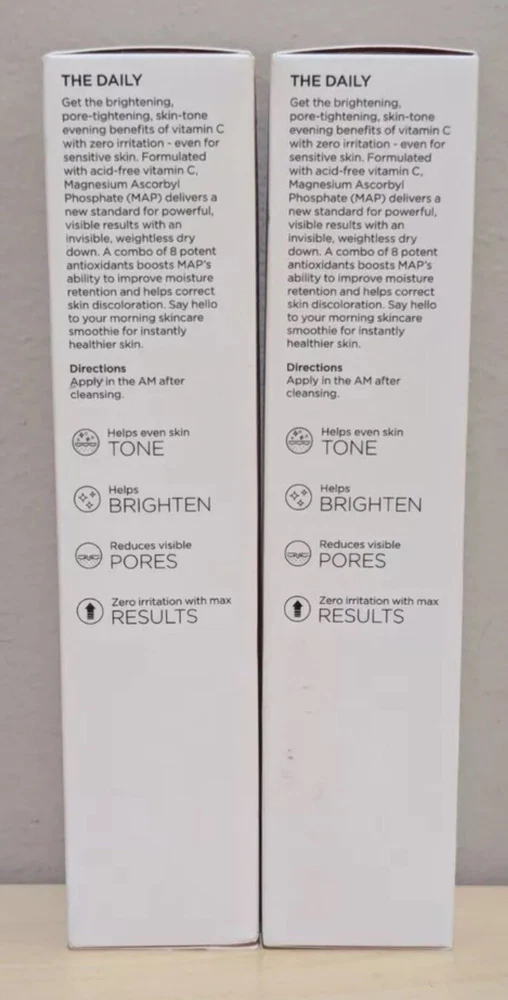 THE DAILY
Get the brightening,
pore-tightening, skin-tone
evening benefits of vitamin C
with zero irritation - even for
sensitive skin. Formulated
with acid-free vitamin C,
Magnesium Ascorbyl
Phosphate (MAP) delivers a
new standard for powerful,
visible results with an
invisible, weightless dry
down. A combo of 8 potent
antioxidants boosts MAP's
ability to improve moisture
retention and helps correct
skin discoloration. Say hello
to your morning skincare
smoothie for instantly
healthier skin.
Directions
Apply in the AM after
cleansing.
Helps even skin
TONE
Helps
BRIGHTEN
Reduces visible
PORES
Zero irritation with max
RESULTS
THE DAILY
Get the brightening,
pore-tightening, skin-tone
evening benefits of vitamin C
with zero irritation - even for
sensitive skin. Formulated
with acid-free vitamin C,
Magnesium Ascorbyl
Phosphate (MAP) delivers a
new standard for powerful,
visible results with an
invisible, weightless dry
down. A combo of 8 potent
antioxidants boosts MAP's
ability to improve moisture
retention and helps correct
skin discoloration. Say hello
to your morning skincare
smoothie for instantly
healthier skin.
Directions
Apply in the AM after
cleansing.
Helps even skin
TONE
Helps
BRIGHTEN
Reduces visible
PORES
Zero irritation with max
RESULTS